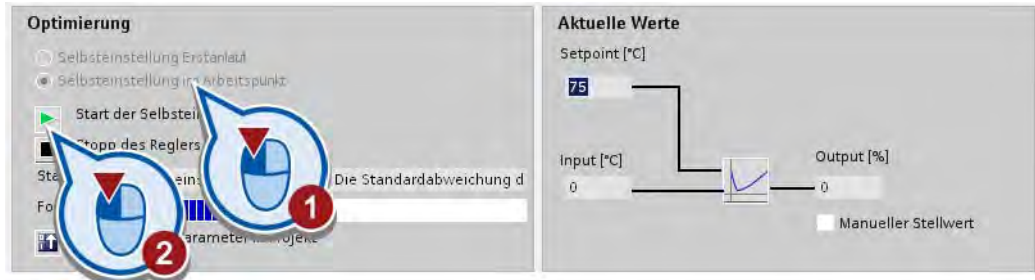 Optimierung
Selbsteinstellung Erstanlauf
Selbsteinstellung im Arbeitspunkt
Start der Selbstei
Stopp des Reglers
Die Standardabweichung d
1
2
Aktuelle Werte
Setpoint [°C]
75
Input [°C]
0
Output [%]
0
Manueller Stellwert